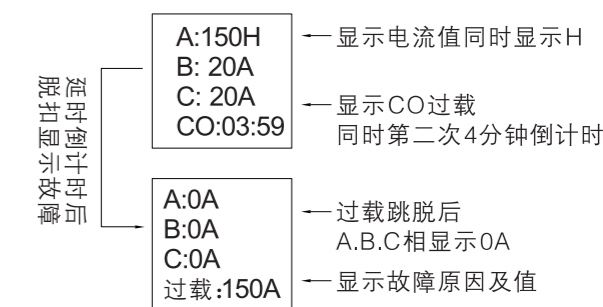 A:150H
B: 20A
C: 20A
CO:03:59
显示电流值同时显示H
显示CO过载
同时第二次4分钟倒计时
延时倒计时后
脱扣显示故障
A:0A
B:0A
C:0A
过载:150A
过载跳脱后
A.B.C相显示0A
显示故障原因及值